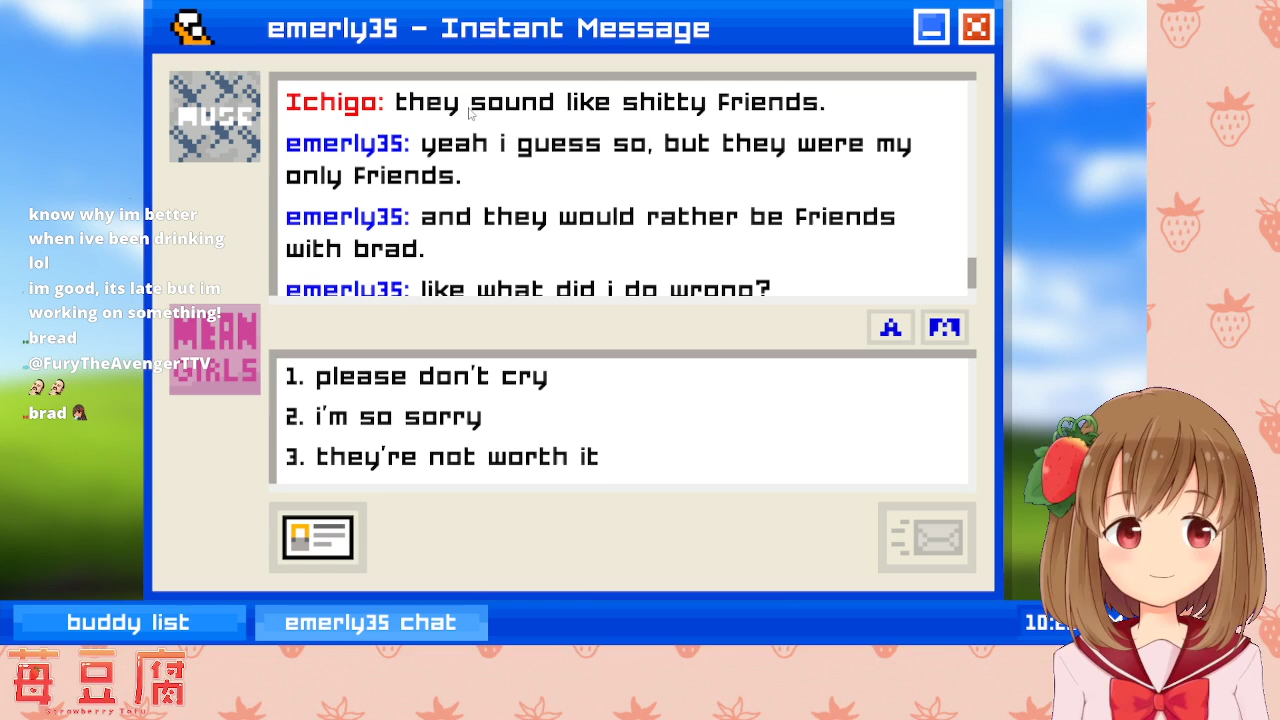 emerly35 - Instant Message
MUSE
Ichigo: they sound like shitty Friends.
emerly35: yeah i guess so, but they were my
only Friends.
emerly35: and they would rather be Friends
with brad.
emerly35: like what did i do wrong?
know why im better
when ive been drinking
lol
im good, its late but im
working on something!
bread
@FuryTheAvengerTTV
brad
MEAN
GIRLS
A
M
1. please don't cry
2. i'm so sorry
3. they're not worth it
buddy list
emerly35 chat
苺豆腐
Strawberry Tofu